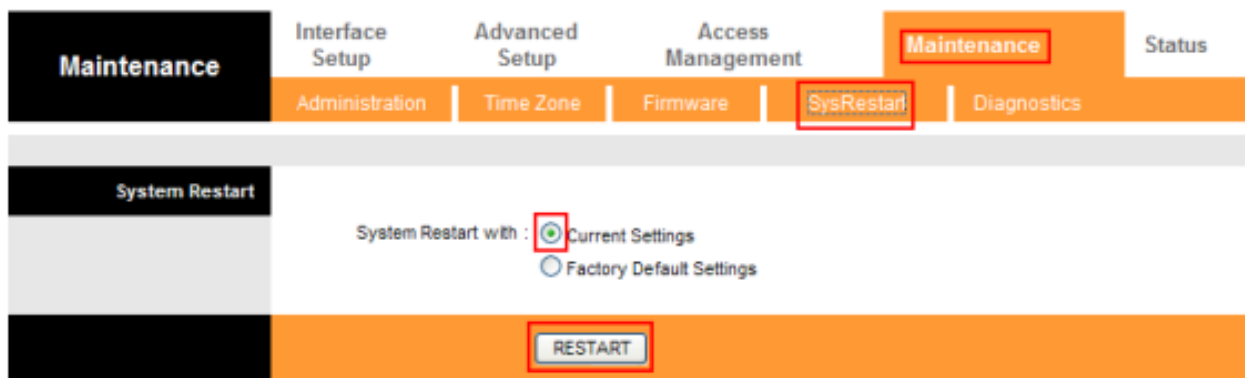 Maintenance
Interface Setup
Advanced Setup
Access Management
Maintenance
Status
Administration
Time Zone
Firmware
SysRestart
Diagnostics
System Restart
System Restart with : Current Settings
Factory Default Settings
RESTART